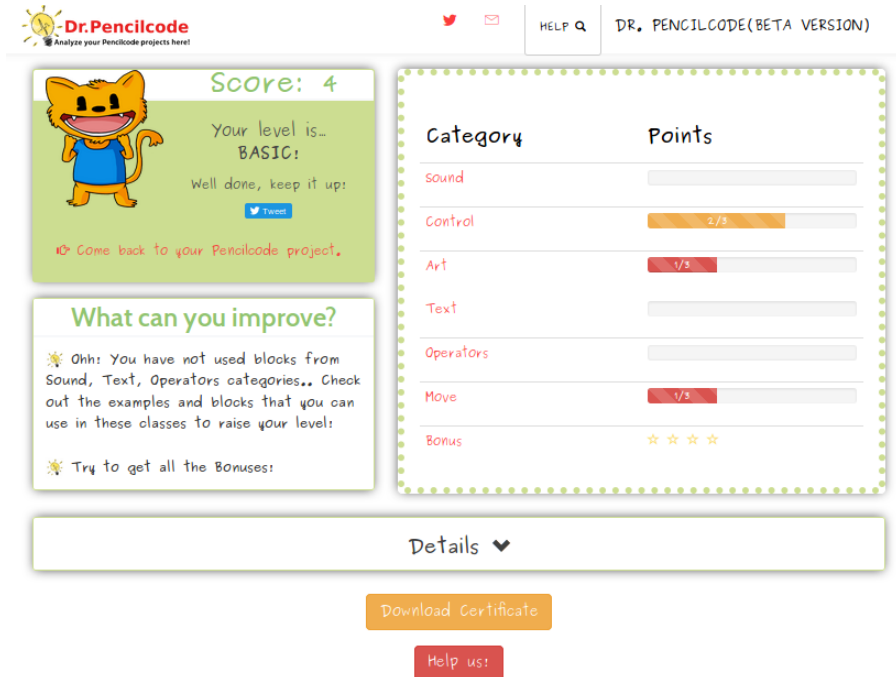 Dr.Pencilcode
Analyze your Pencilcode projects here!
HELP
DR. PENCILCODE(BETA VERSION)
Score: 4
Your level is…
BASIC!
Well done, keep it up!
Tweet
Come back to your Pencilcode project.
What can you improve?
Ohh! You have not used blocks from
Sound, Text, Operators categories.. Check
out the examples and blocks that you can
use in these classes to raise your level!
Try to get all the Bonuses!
Category Points
Sound
Control 2/3
Art 1/3
Text
Operators
Move 1/3
Bonus
Details
Download Certificate
Help us!